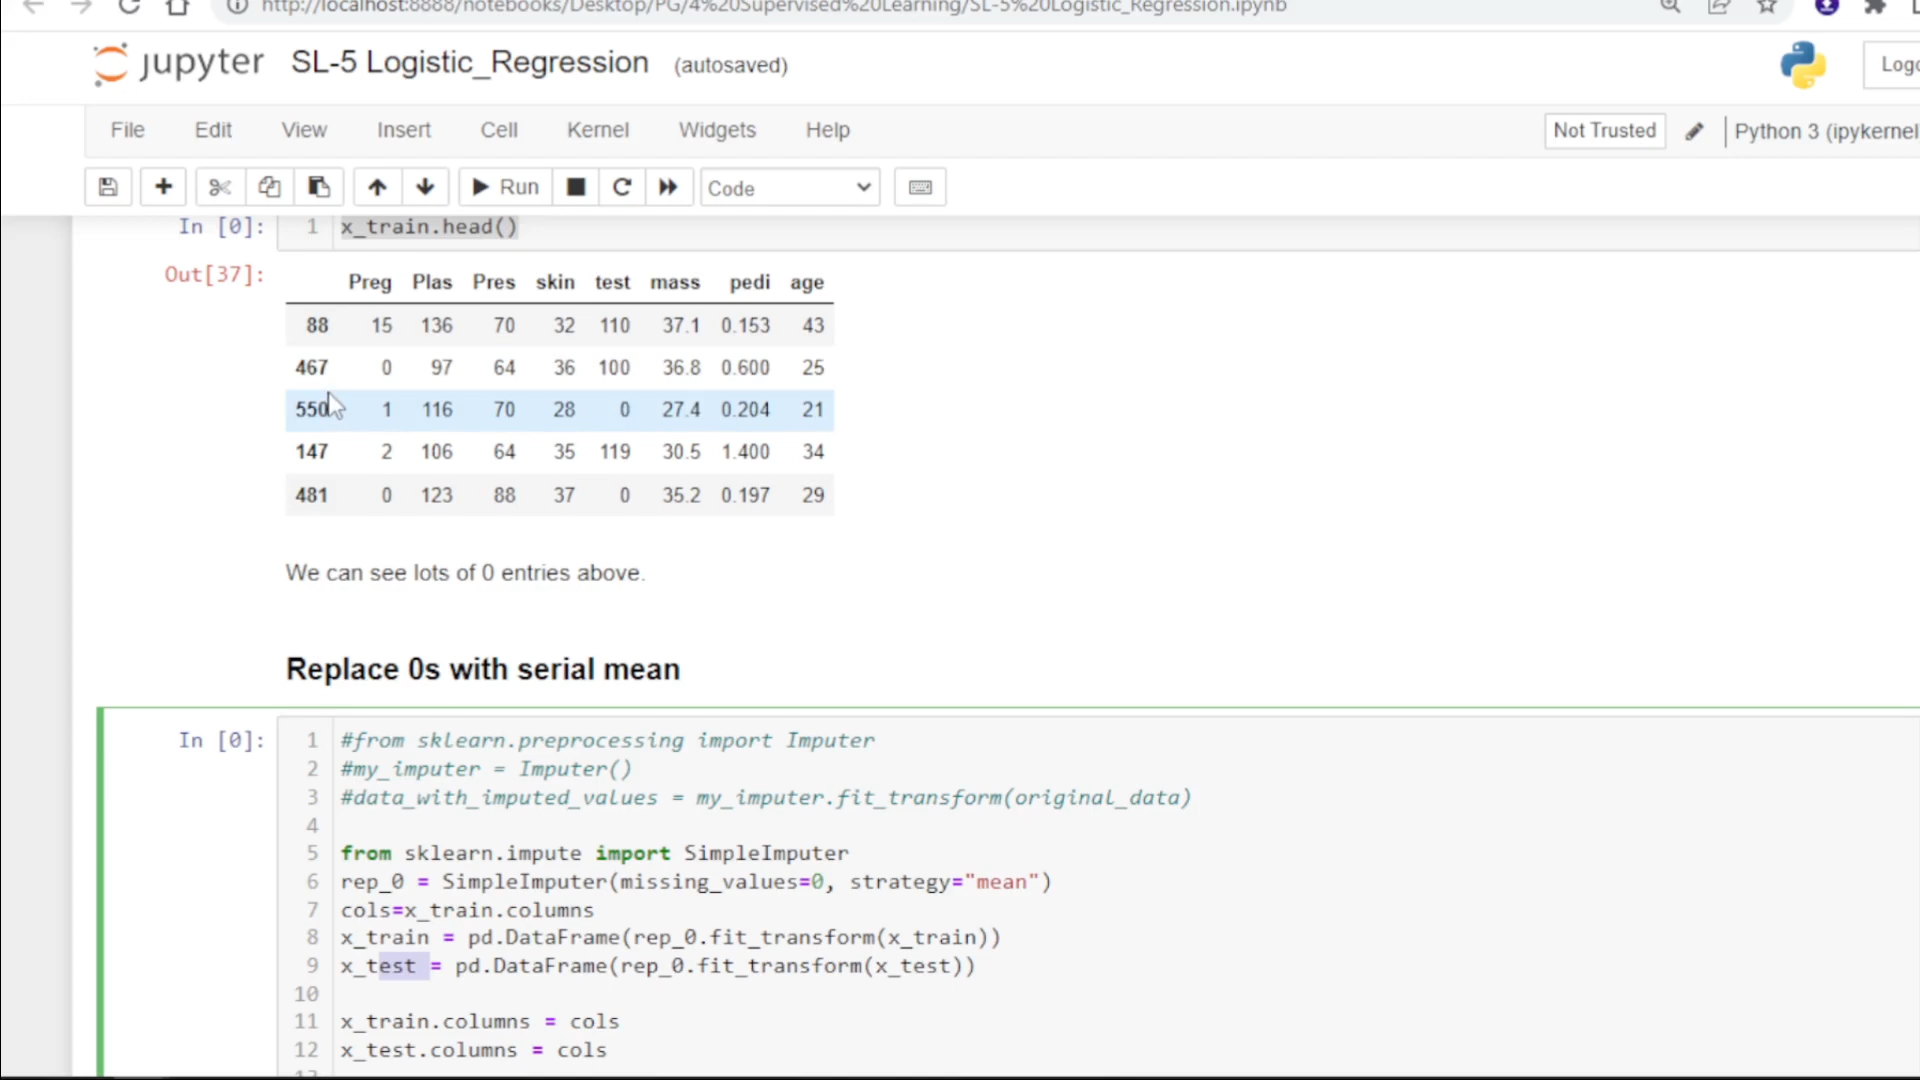 http://localhost:8888/notebooks/Desktop/PG/4%20Supervised%20Learning/SL-5%20Logistic_Regression.ipynb
jupyter SL-5 Logistic_Regression (autosaved)
File Edit View Insert Cell Kernel Widgets Help Not Trusted Python 3 (ipykernel
Run Code
In [0]: 1 x_train.head()
Out[37]:
Preg Plas Pres skin test mass pedi age
88 15 136 70 32 110 37.1 0.153 43
467 0 97 64 36 100 36.8 0.600 25
550 1 116 70 28 0 27.4 0.204 21
147 2 106 64 35 119 30.5 1.400 34
481 0 123 88 37 0 35.2 0.197 29
We can see lots of 0 entries above.
Replace 0s with serial mean
In [0]: 1 #from sklearn.preprocessing import Imputer
2 #my_imputer = Imputer()
3 #data_with_imputed_values = my_imputer.fit_transform(original_data)
4
5 from sklearn.impute import SimpleImputer
6 rep_0 = SimpleImputer(missing_values=0, strategy="mean")
7 cols=x_train.columns
8 x_train = pd.DataFrame(rep_0.fit_transform(x_train))
9 x_test = pd.DataFrame(rep_0.fit_transform(x_test))
10
11 x_train.columns = cols
12 x_test.columns = cols